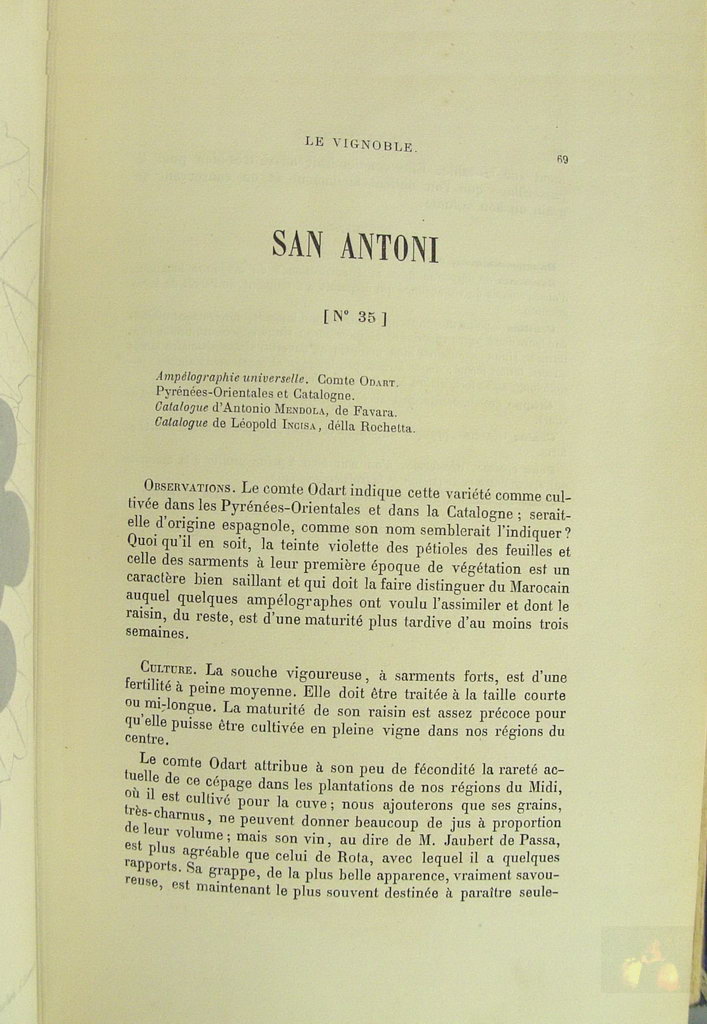 LE VIGNOBLE.
69
SAN ANTONI
[ N° 35 ]
Ampélographie universelle. Comte ODART.
Pyrénées-Orientales et Catalogne.
Catalogue d'Antonio MENDOLA, de Favara.
Catalogue de Léopold INCISA, délla Rochetta.
OBSERVATIONS. Le comte Odart indique cette variété comme cul-
tivée dans les Pyrénées-Orientales et dans la Catalogne ; serait-
elle d'origine espagnole, comme son nom semblerait l'indiquer ?
Quoi qu'il en soit, la teinte violette des pétioles des feuilles et
celle des sarments à leur première époque de végétation est un
caractère bien saillant et qui doit la faire distinguer du Marocain
auquel quelques ampélographes ont voulu l'assimiler et dont le
raisin, du reste, est d'une maturité plus tardive d'au moins trois
semaines.
CULTURE. La souche vigoureuse, à sarments forts, est d'une
fertilité à peine moyenne. Elle doit être traitée à la taille courte
ou mi-longue. La maturité de son raisin est assez précoce pour
qu'elle puisse être cultivée en pleine vigne dans nos régions du
centre.
Le comte Odart attribue à son peu de fécondité la rareté ac-
tuelle de ce cépage dans les plantations de nos régions du Midi,
où il est cultivé pour la cuve ; nous ajouterons que ses grains,
très-charnus, ne peuvent donner beaucoup de jus à proportion
de leur volume ; mais son vin, au dire de M. Jaubert de Passa,
est plus agréable que celui de Rota, avec lequel il a quelques
rapports. Sa grappe, de la plus belle apparence, vraiment savou-
reuse, est maintenant le plus souvent destinée à paraître seule-